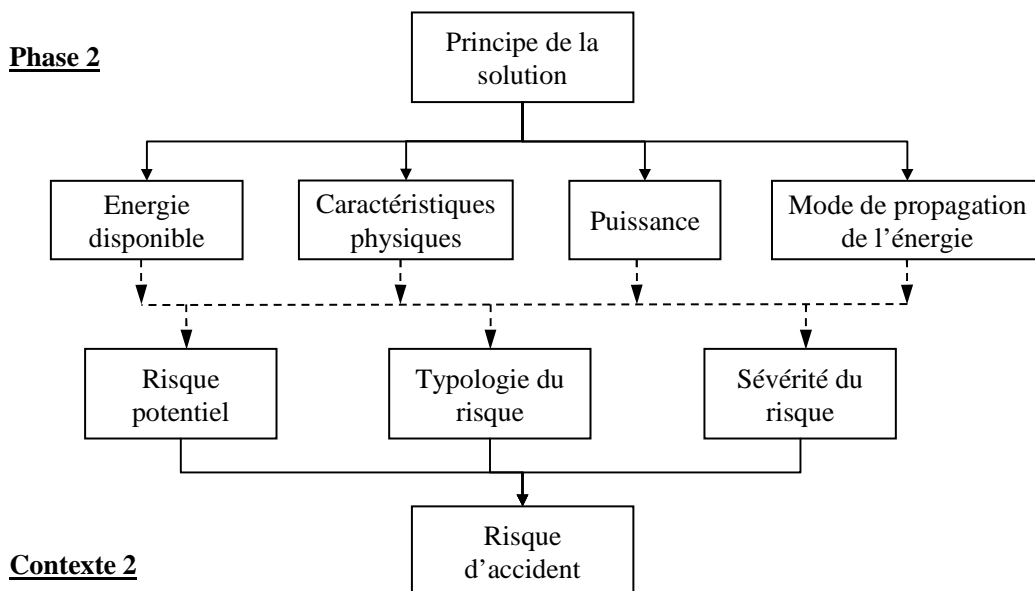 Phase 2
Principe de la
solution
Energie
disponible
Caractéristiques
physiques
Puissance
Mode de propagation
de l’énergie
Risque
potentiel
Typologie du
risque
Sévérité du
risque
Risque
d’accident
Contexte 2